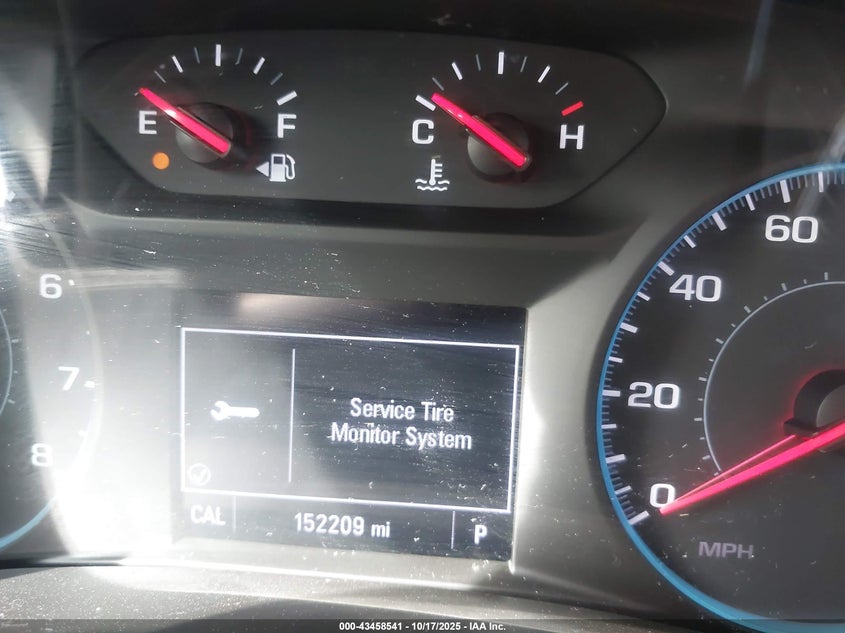 E F
C H
60
40
20
0
MPH
6
7
8
Service Tire
Monitor System
CAL 152209 mi P
000-43458541 - 10/17/2025 - IAA Inc.